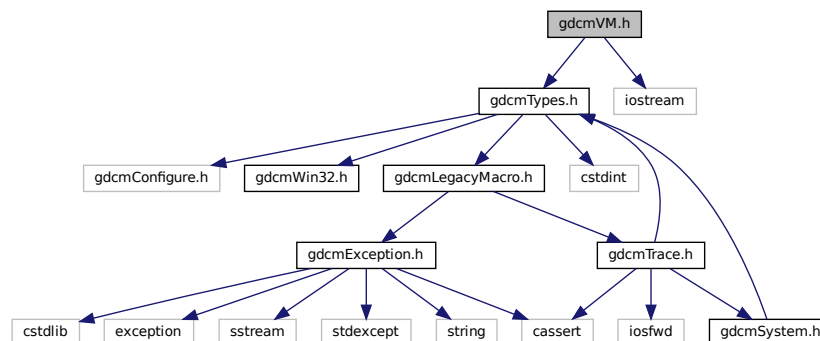 gdcmVM.h
gdcmTypes.h
iostream
gdcmConfigure.h
gdcmWin32.h
gdcmLegacyMacro.h
cstdint
gdcmException.h
gdcmTrace.h
cstdlib
exception
sstream
stdexcept
string
cassert
iosfwd
gdcmSystem.h